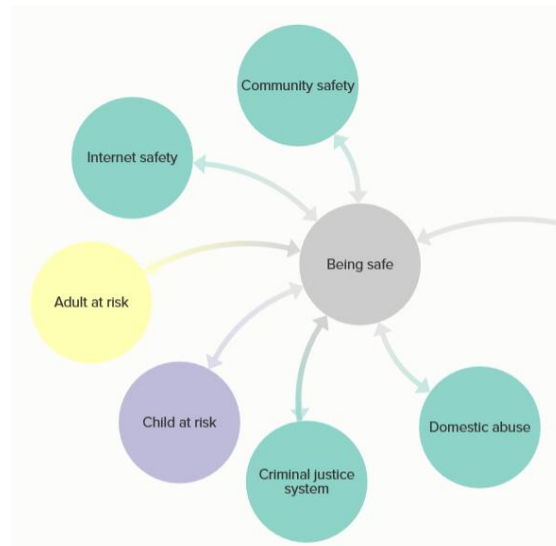 Community safety
Internet safety
Being safe
Adult at risk
Child at risk
Domestic abuse
Criminal justice
system